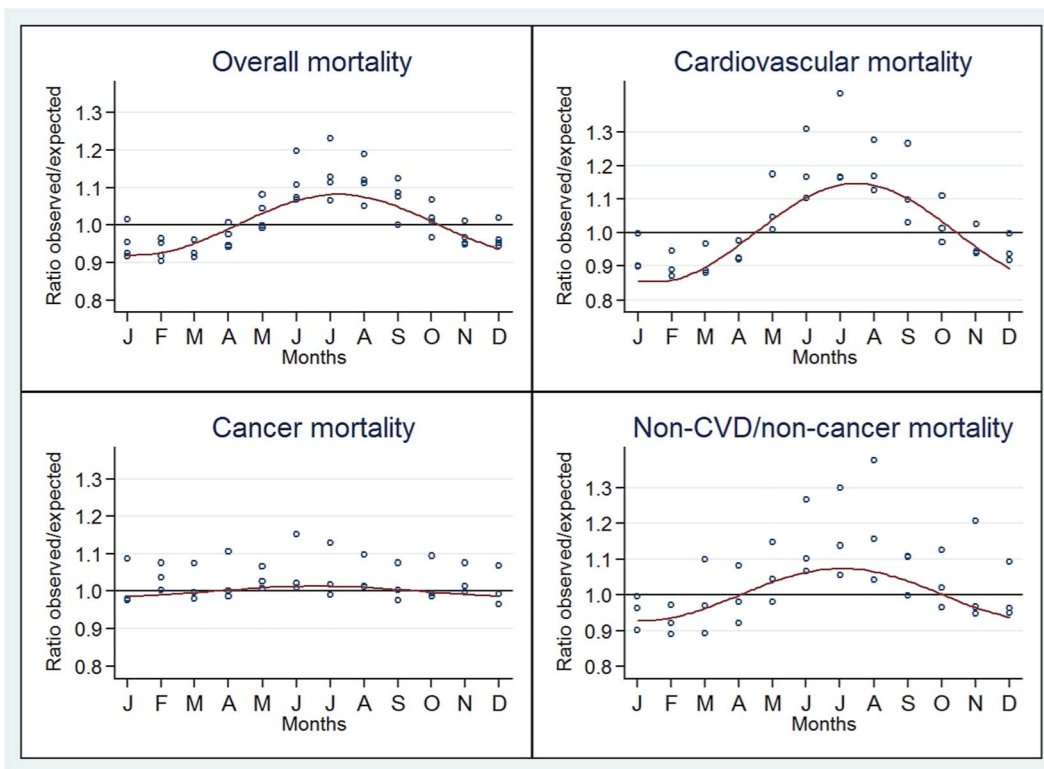 Overall mortality
Ratio observed/expected
1.3
1.2
1.1
1.0
0.9
0.8
J F M A M J J A S O N D
Months
Cardiovascular mortality
Ratio observed/expected
1.3
1.2
1.1
1.0
0.9
0.8
J F M A M J J A S O N D
Months
Cancer mortality
Ratio observed/expected
1.3
1.2
1.1
1.0
0.9
0.8
J F M A M J J A S O N D
Months
Non-CVD/non-cancer mortality
Ratio observed/expected
1.3
1.2
1.1
1.0
0.9
0.8
J F M A M J J A S O N D
Months